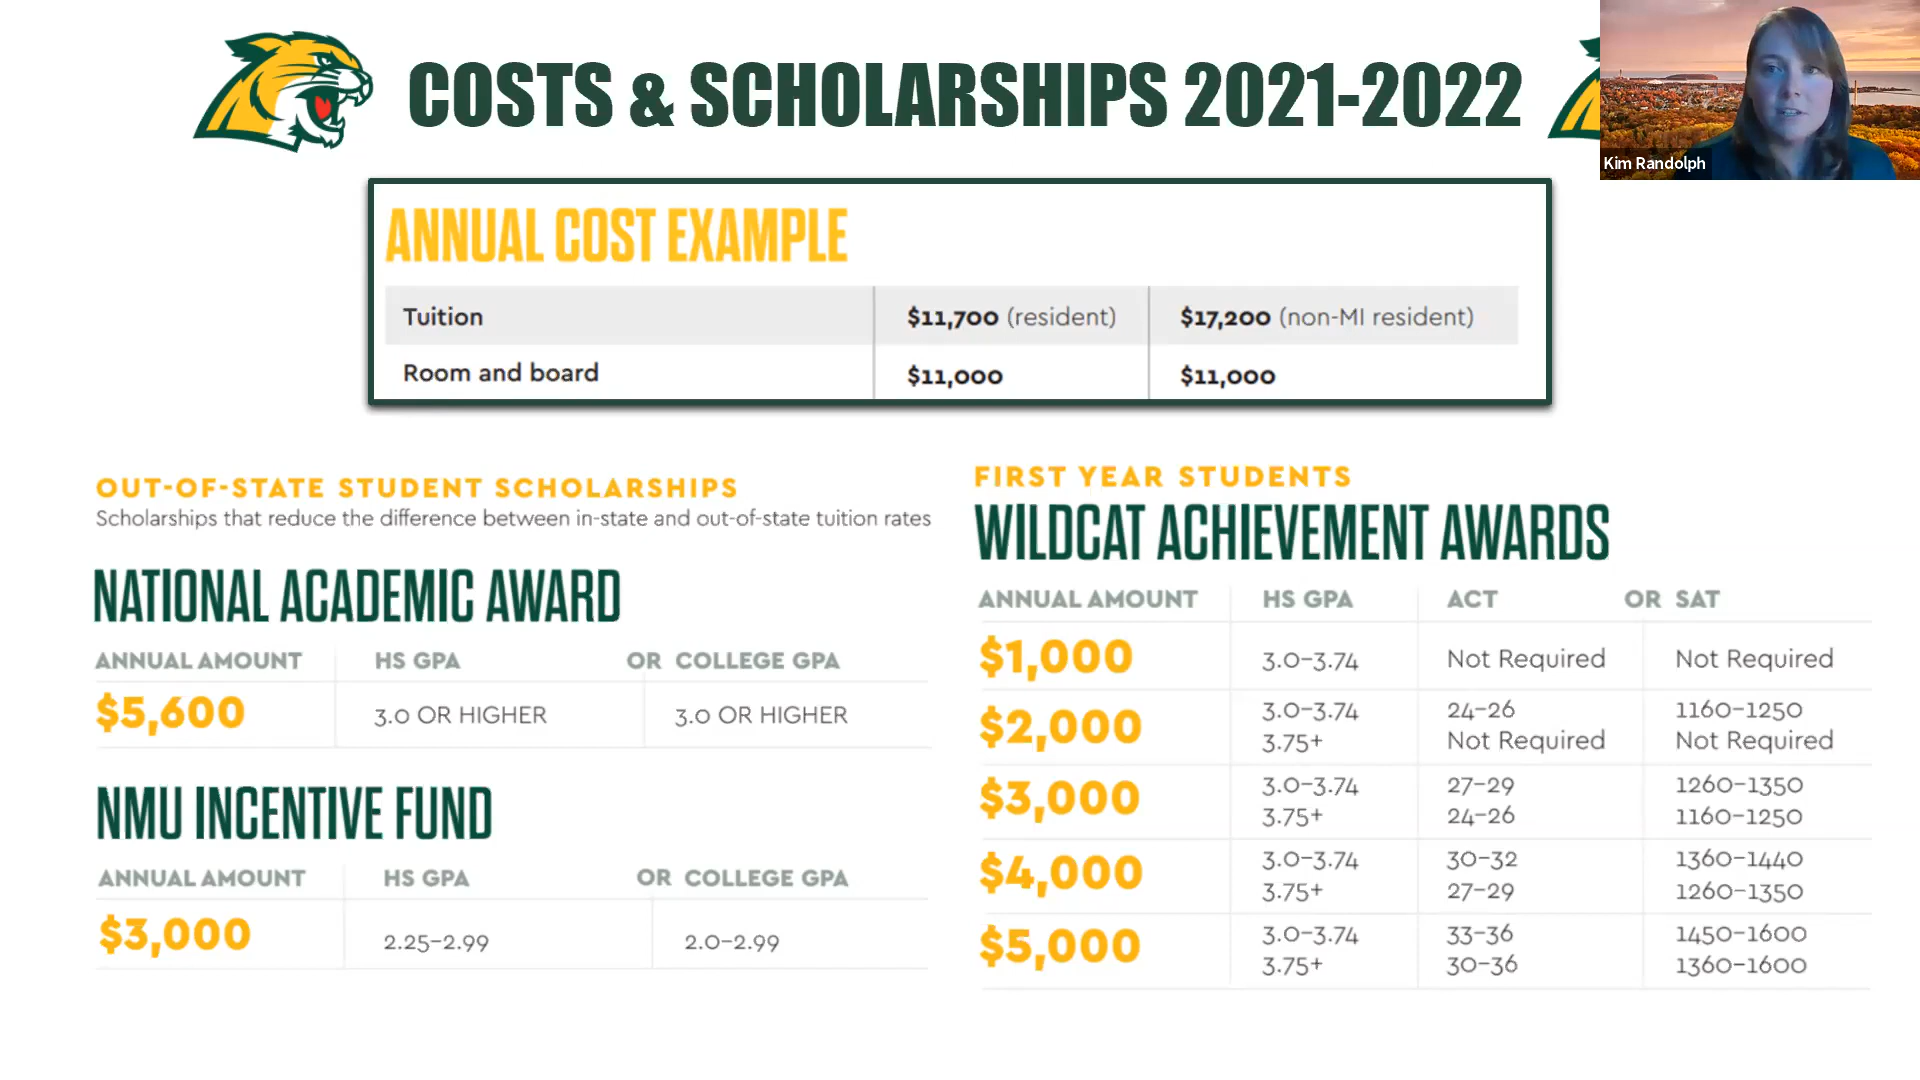 COSTS & SCHOLARSHIPS 2021-2022
Kim Randolph
ANNUAL COST EXAMPLE
Tuition $11,700 (resident) $17,200 (non-MI resident)
Room and board $11,000 $11,000
OUT-OF-STATE STUDENT SCHOLARSHIPS
Scholarships that reduce the difference between in-state and out-of-state tuition rates
NATIONAL ACADEMIC AWARD
ANNUAL AMOUNT HS GPA OR COLLEGE GPA
$5,600 3.0 OR HIGHER 3.0 OR HIGHER
NMU INCENTIVE FUND
ANNUAL AMOUNT HS GPA OR COLLEGE GPA
$3,000 2.25–2.99 2.0–2.99
FIRST YEAR STUDENTS
WILDCAT ACHIEVEMENT AWARDS
ANNUAL AMOUNT HS GPA ACT OR SAT
$1,000 3.0–3.74 Not Required Not Required
$2,000 3.0–3.74 24–26 1160–1250
3.75+ Not Required Not Required
$3,000 3.0–3.74 27–29 1260–1350
3.75+ 24–26 1160–1250
$4,000 3.0–3.74 30–32 1360–1440
3.75+ 27–29 1260–1350
$5,000 3.0–3.74 33–36 1450–1600
3.75+ 30–36 1360–1600